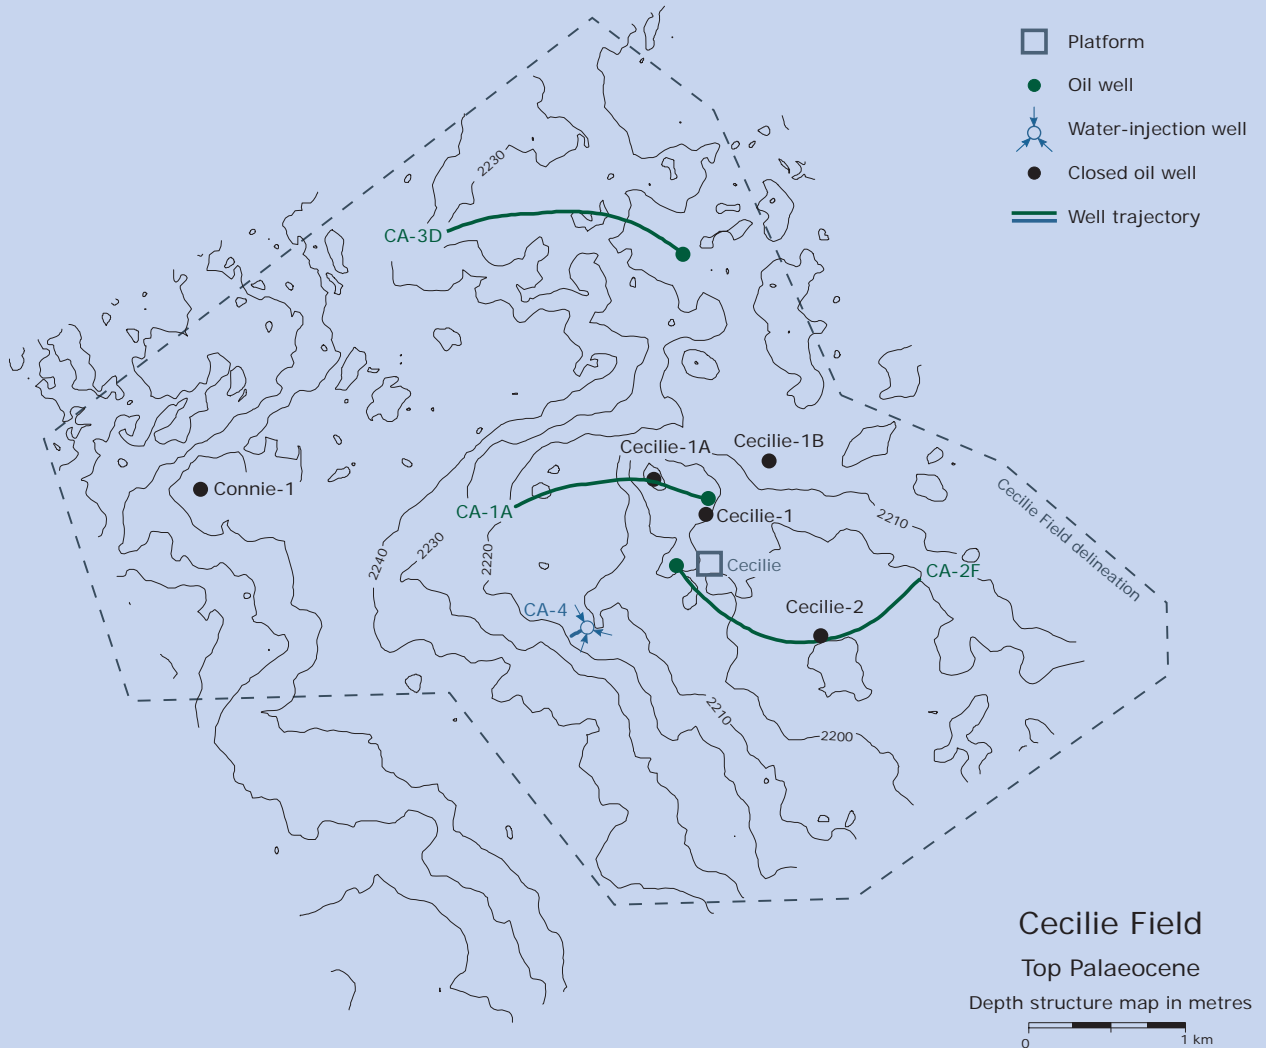 Platform
Oil well
Water-injection well
Closed oil well
Well trajectory
2230
CA-3D
Cecilie-1A
Cecilie-1B
Connie-1
CA-1A
Cecilie-1
2210
Cecilie Field delineation
2240
2230
2220
Cecilie
CA-2F
CA-4
Cecilie-2
2210
2200
Cecilie Field
Top Palaeocene
Depth structure map in metres
0
1 km